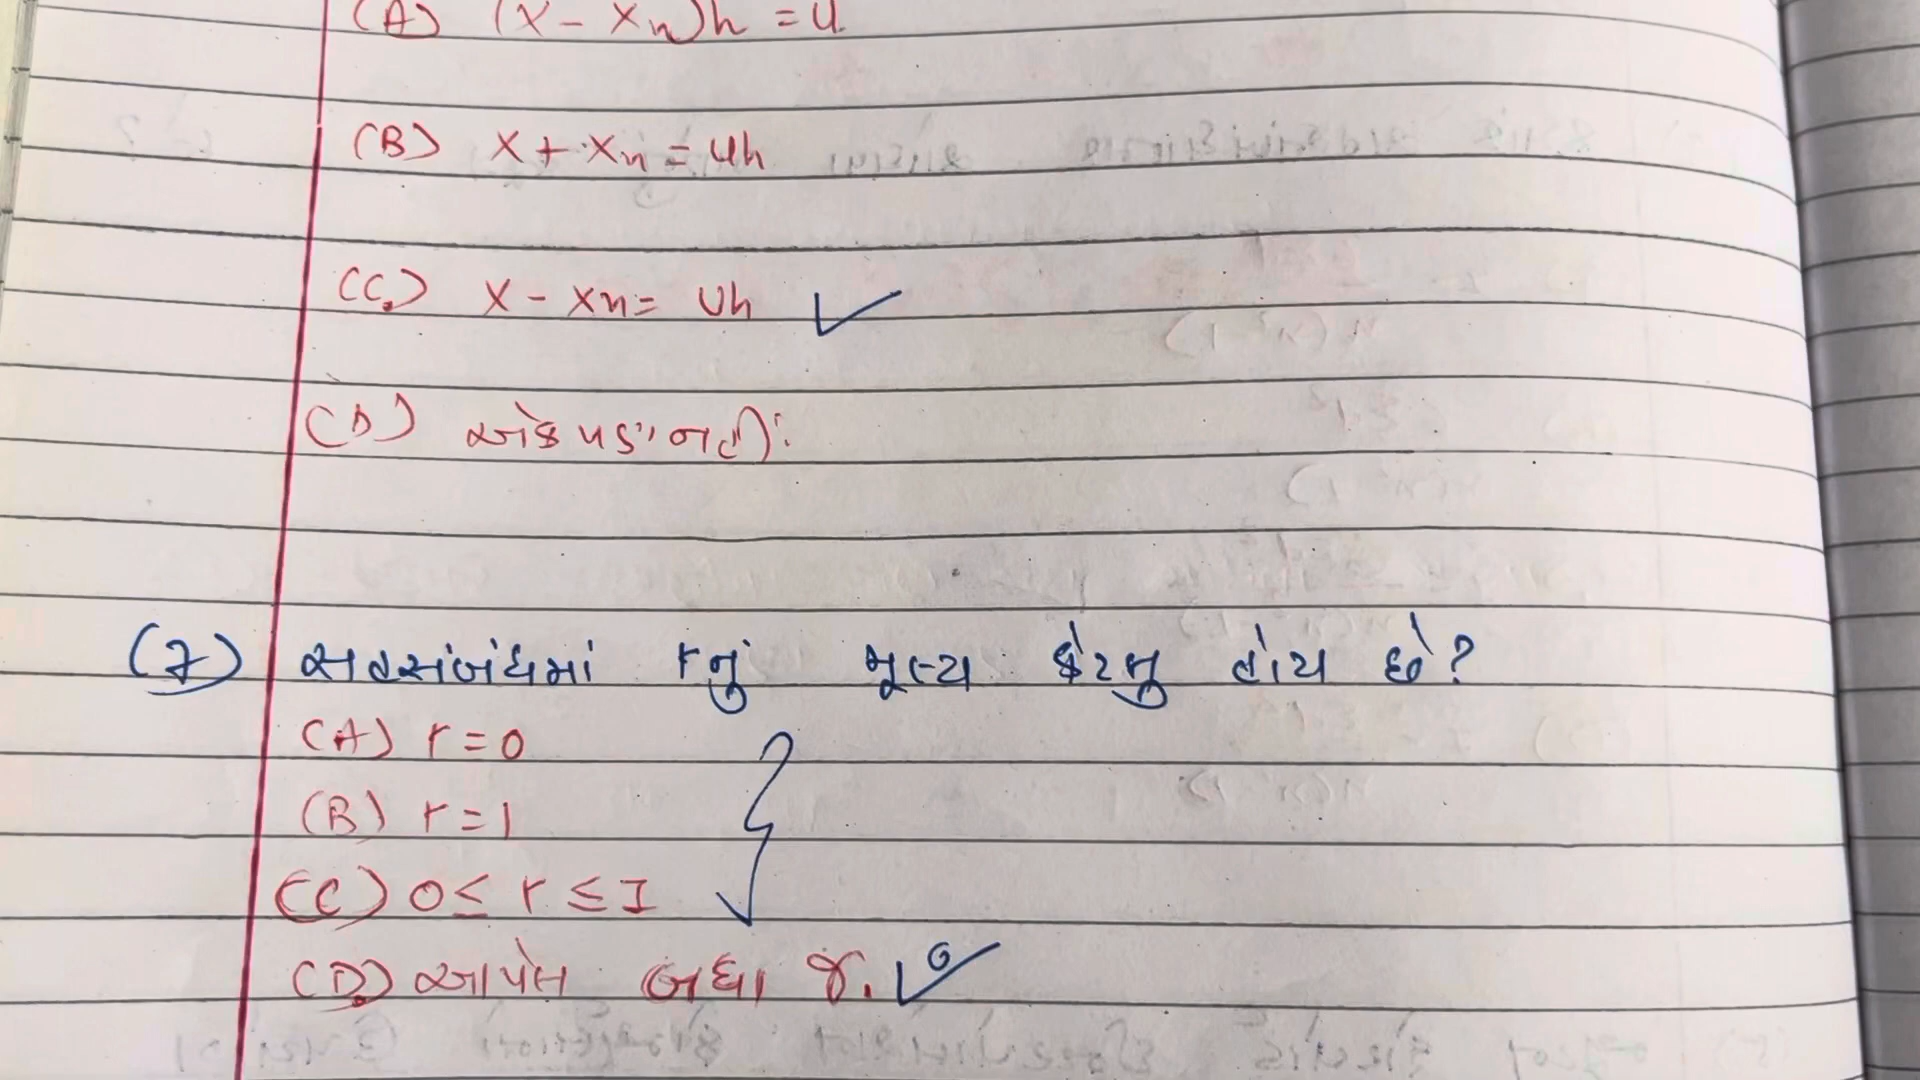 (A) (x - xn)h = u
(B) x + xn = uh
(C) x - xn = uh
(D) એક પણ નહીં.
(7) સહસંબંધમાં r નું મૂલ્ય કેટલુ હોય છે?
(A) r = 0
(B) r = 1
(C) 0 ≤ r ≤ 1
(D) આપેલ બધા જ.